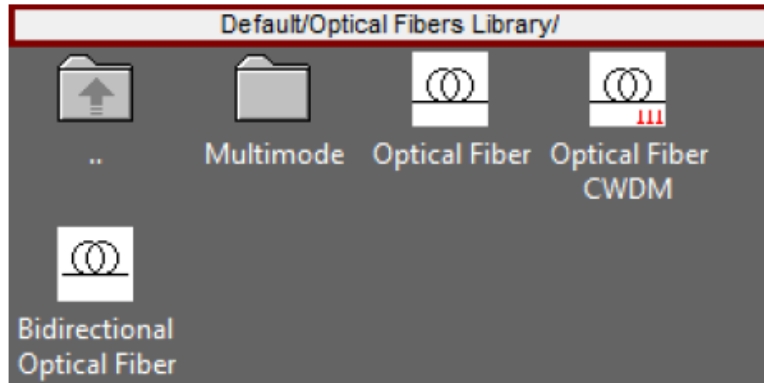 Default/Optical Fibers Library/
..
Multimode
Optical Fiber
Optical Fiber
CWDM
Bidirectional
Optical Fiber